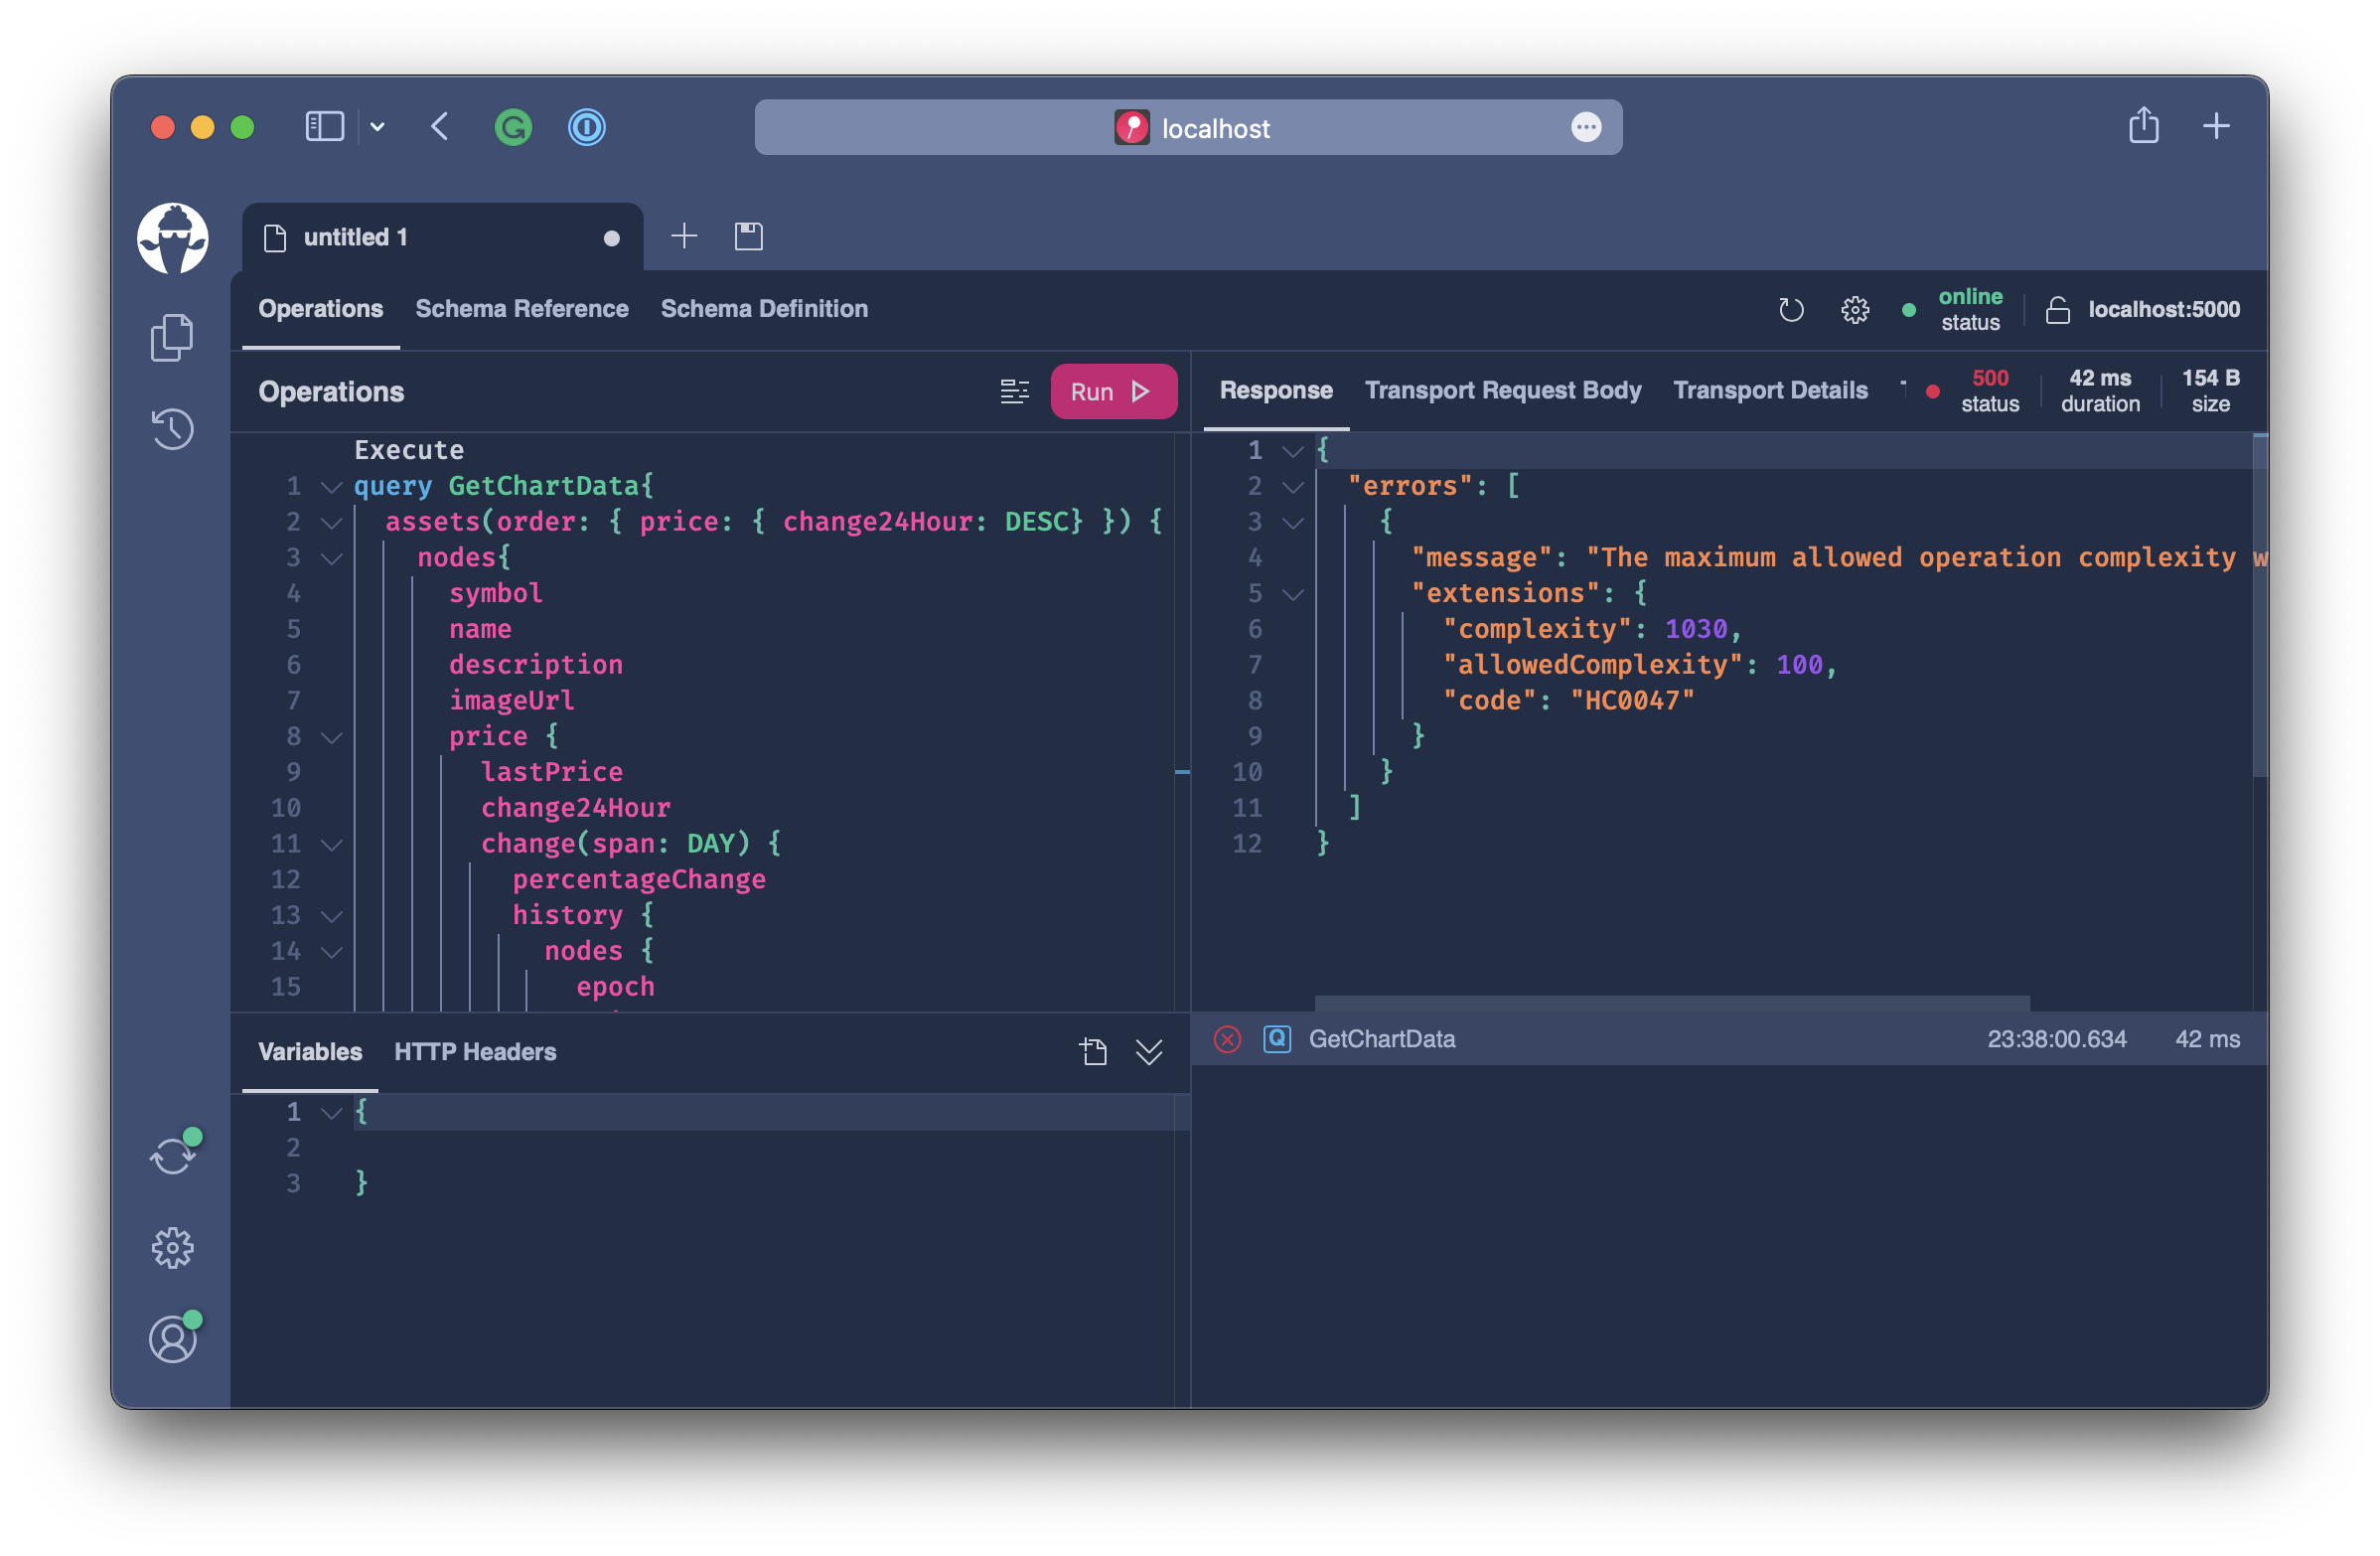 localhost
untitled 1
Operations Schema Reference Schema Definition
online
status
localhost:5000
Operations
Run
Response Transport Request Body Transport Details
500
status
42 ms
duration
154 B
size
Execute
1 query GetChartData{
2 assets(order: { price: { change24Hour: DESC} }) {
3 nodes{
4 symbol
5 name
6 description
7 imageUrl
8 price {
9 lastPrice
10 change24Hour
11 change(span: DAY) {
12 percentageChange
13 history {
14 nodes {
15 epoch
1 {
2 "errors": [
3 {
4 "message": "The maximum allowed operation complexity
5 "extensions": {
6 "complexity": 1030,
7 "allowedComplexity": 100,
8 "code": "HC0047"
9 }
10 }
11 ]
12 }
Variables HTTP Headers
1 {
2
3 }
Q GetChartData 23:38:00.634 42 ms